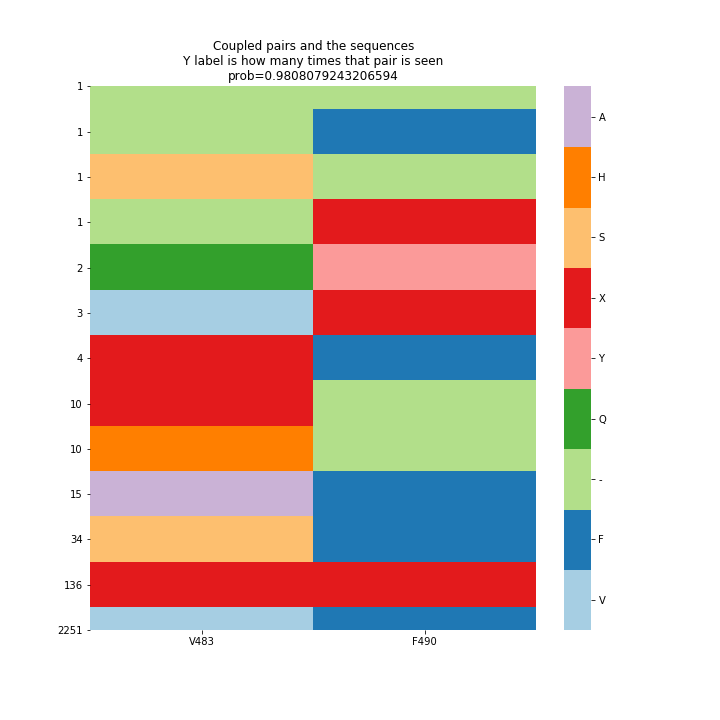 Coupled pairs and the sequences
Y label is how many times that pair is seen
prob=0.9808079243206594
1
1
1
1
2
3
4
10
10
15
34
136
2251
V483
F490
A
H
S
X
Y
Q
-
F
V